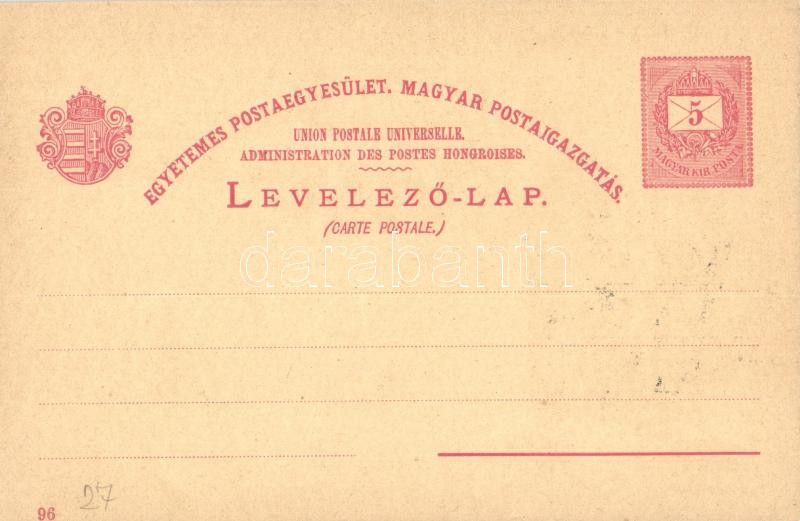 EGYETEMES POSTAEGYESÜLET. MAGYAR POSTAIGAZGATÁS.
UNION POSTALE UNIVERSELLE.
ADMINISTRATION DES POSTES HONGROISES.
LEVELEZŐ-LAP.
(CARTE POSTALE.)
5
MAGYAR KIR. POSTA
darabanth
96
27